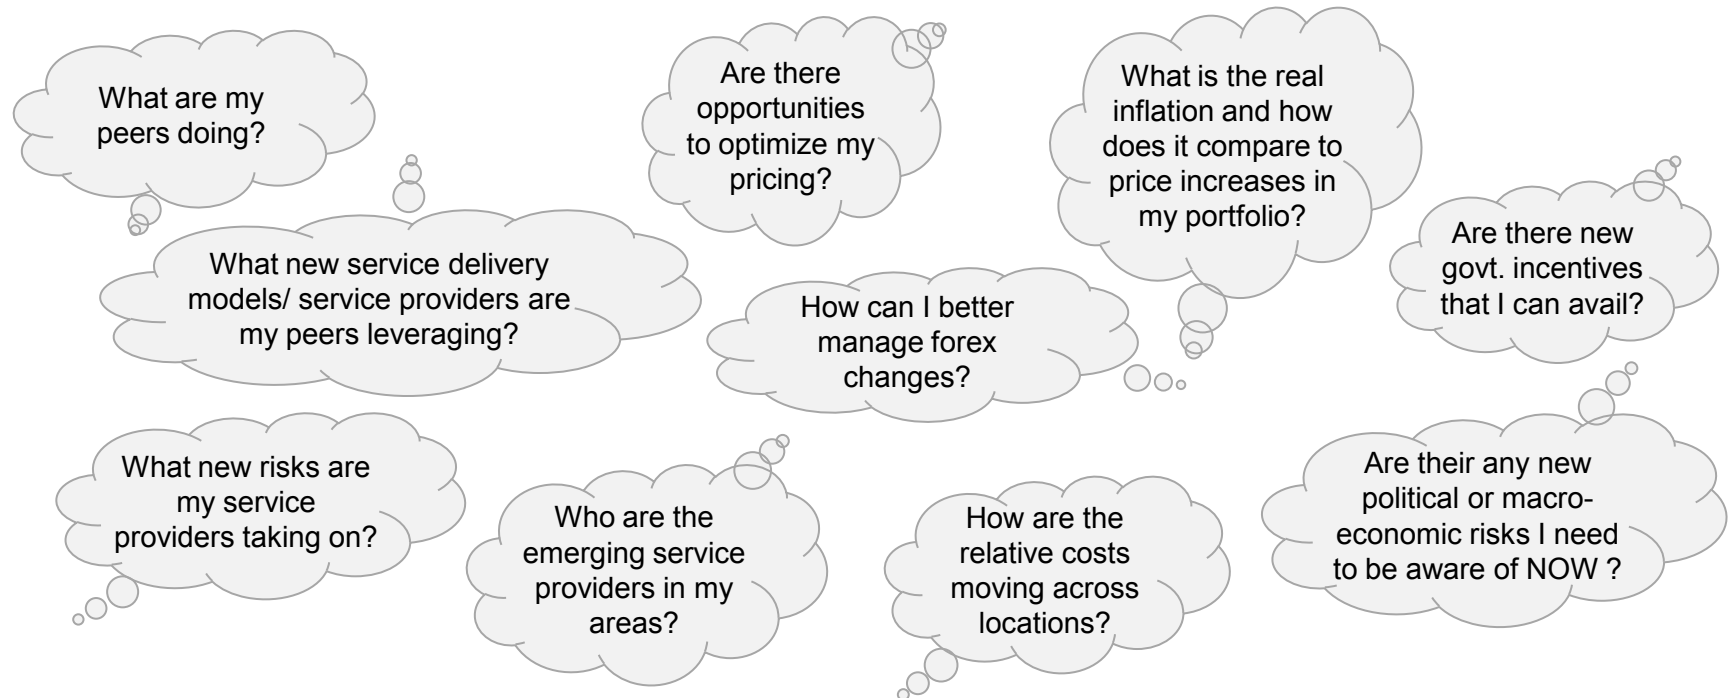 What are my
peers doing?
Are there
opportunities
to optimize my
pricing?
What is the real
inflation and how
does it compare to
price increases in
my portfolio?
Are there new
govt. incentives
that I can avail?
What new service delivery
models/ service providers are
my peers leveraging?
How can I better
manage forex
changes?
What new risks are
my service
providers taking on?
Who are the
emerging service
providers in my
areas?
How are the
relative costs
moving across
locations?
Are their any new
political or macro-
economic risks I need
to be aware of NOW ?